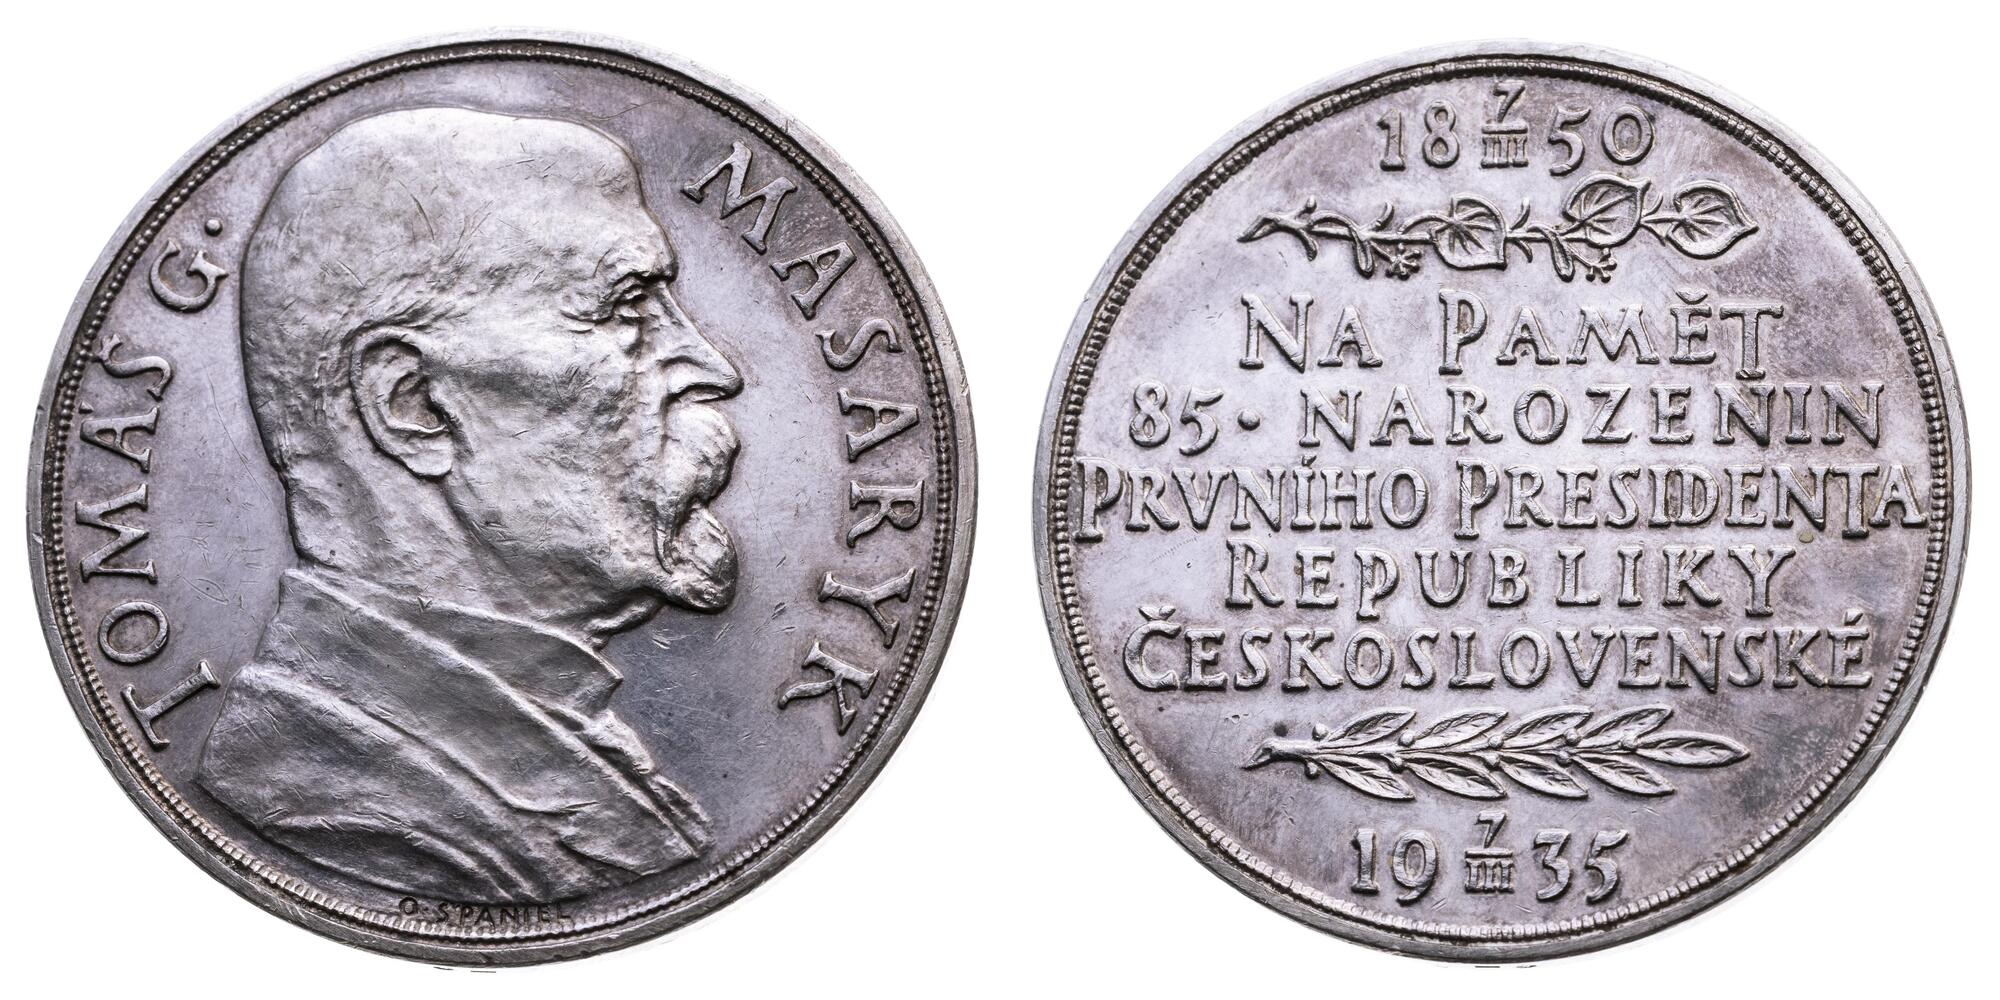 TOMÁŠ G. MASARYK
O. ŠPANIEL
18 7/III 50
NA PAMĚT
85. NAROZENIN
PRVNÍHO PRESIDENTA
REPUBLIKY
ČESKOSLOVENSKÉ
19 7/III 35